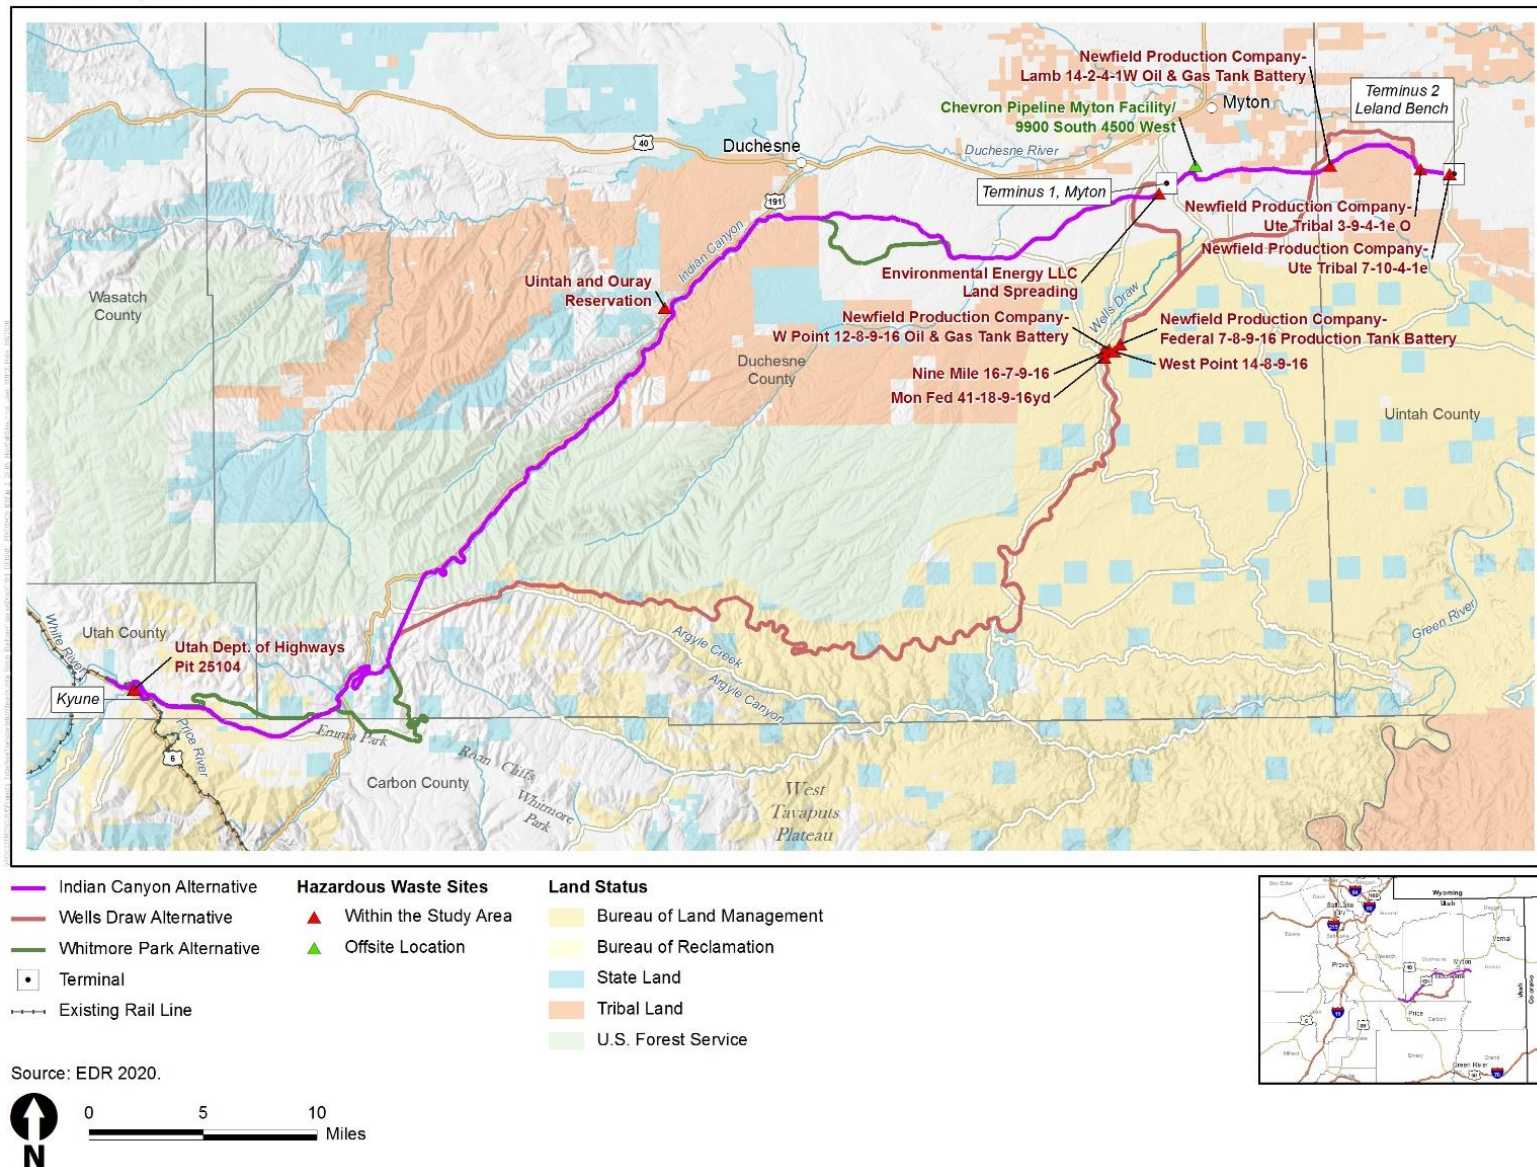 Newfield Production Company-
Lamb 14-2-4-1W Oil & Gas Tank Battery
Terminus 2
Leland Bench
Chevron Pipeline Myton Facility/
9900 South 4500 West
Myton
40
Duchesne
Duchesne River
Terminus 1, Myton
191
Newfield Production Company-
Ute Tribal 3-9-4-1e O
Newfield Production Company-
Ute Tribal 7-10-4-1e
Indian Canyon
Environmental Energy LLC
Land Spreading
Uintah and Ouray
Reservation
Wasatch
County
Wells Draw
Newfield Production Company-
W Point 12-8-9-16 Oil & Gas Tank Battery
Newfield Production Company-
Federal 7-8-9-16 Production Tank Battery
Duchesne
County
Nine Mile 16-7-9-16
West Point 14-8-9-16
Mon Fed 41-18-9-16yd
Uintah County
Green River
White River
Utah County
Utah Dept. of Highways
Pit 25104
Argyle Creek
Argyle Canyon
Kyune
Price River
6
Emma Park
Roan Cliffs
Carbon County
Whitmore
Park
West
Tavaputs
Plateau
Indian Canyon Alternative
Wells Draw Alternative
Whitmore Park Alternative
Terminal
Existing Rail Line
Hazardous Waste Sites
Within the Study Area
Offsite Location
Land Status
Bureau of Land Management
Bureau of Reclamation
State Land
Tribal Land
U.S. Forest Service
Source: EDR 2020.
N
0 5 10
Miles
Wyoming
Utah
Vernal
Myton
Provo
Price
Green River